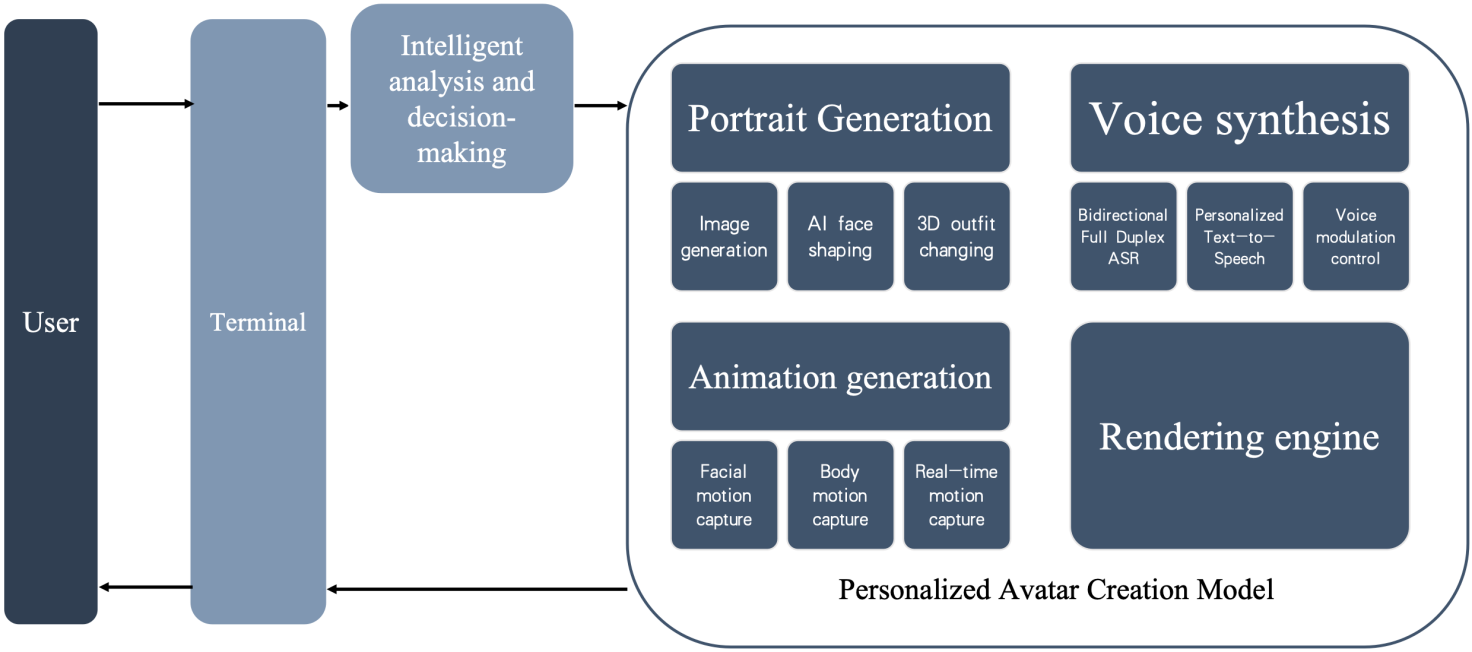 User
Terminal
Intelligent
analysis and
decision-
making
Portrait Generation
Image
generation
AI face
shaping
3D outfit
changing
Voice synthesis
Bidirectional
Full Duplex
ASR
Personalized
Text-to-
Speech
Voice
modulation
control
Animation generation
Facial
motion
capture
Body
motion
capture
Real-time
motion
capture
Rendering engine
Personalized Avatar Creation Model